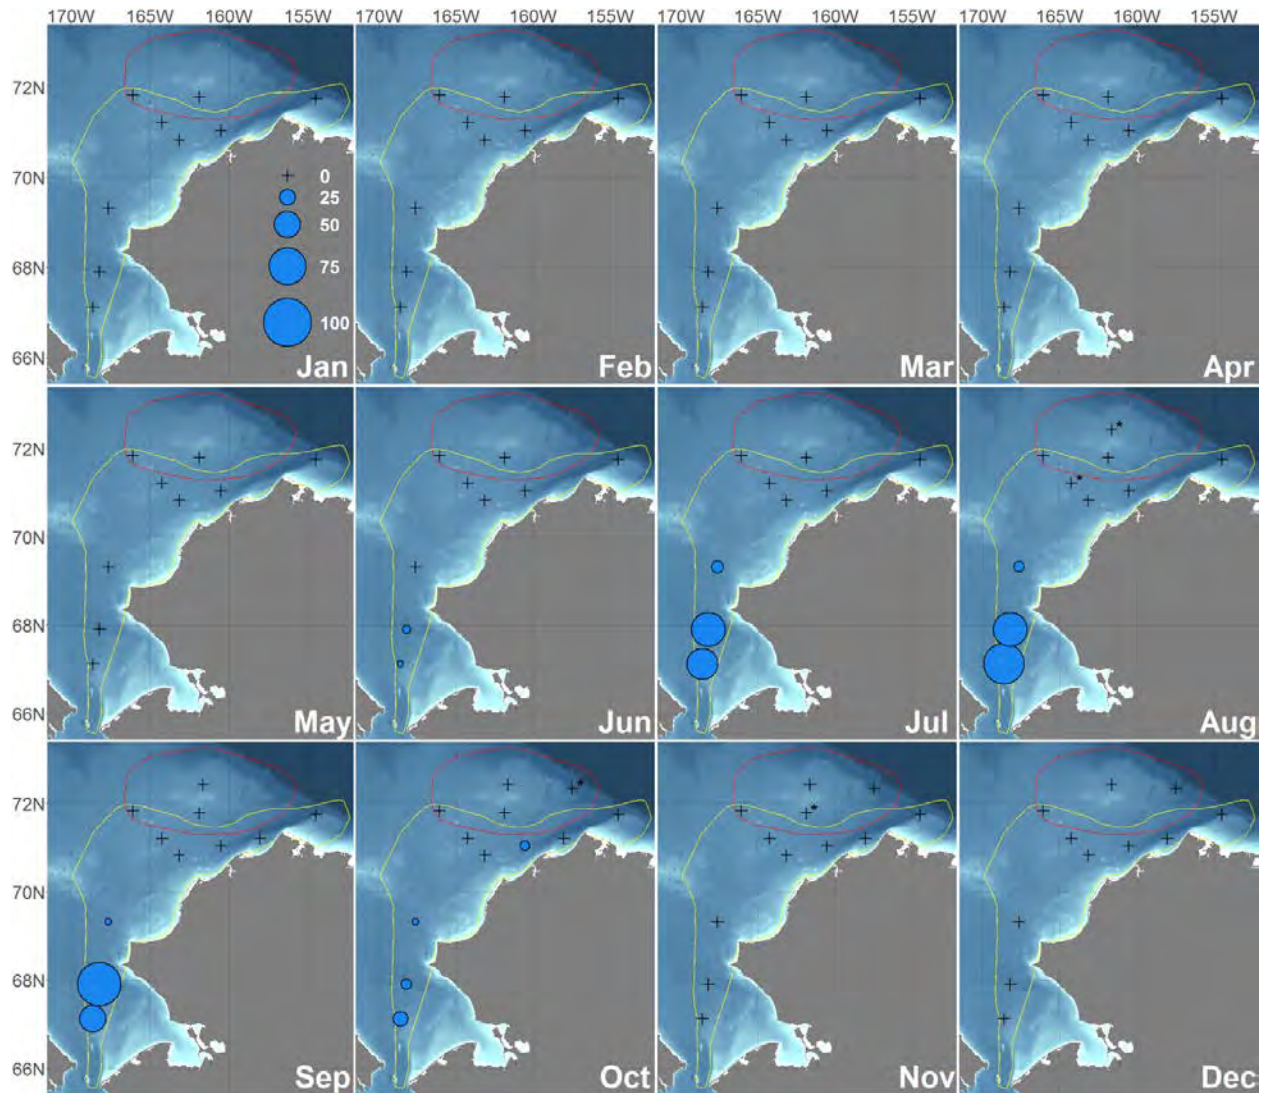 170W 165W 160W 155W 170W 165W 160W 155W 170W 165W 160W 155W 170W 165W 160W 155W
72N
70N
0
25
50
68N
75
100
66N
Jan Feb Mar Apr
72N
70N
68N
66N
May Jun Jul Aug
72N
70N
68N
66N
Sep Oct Nov Dec